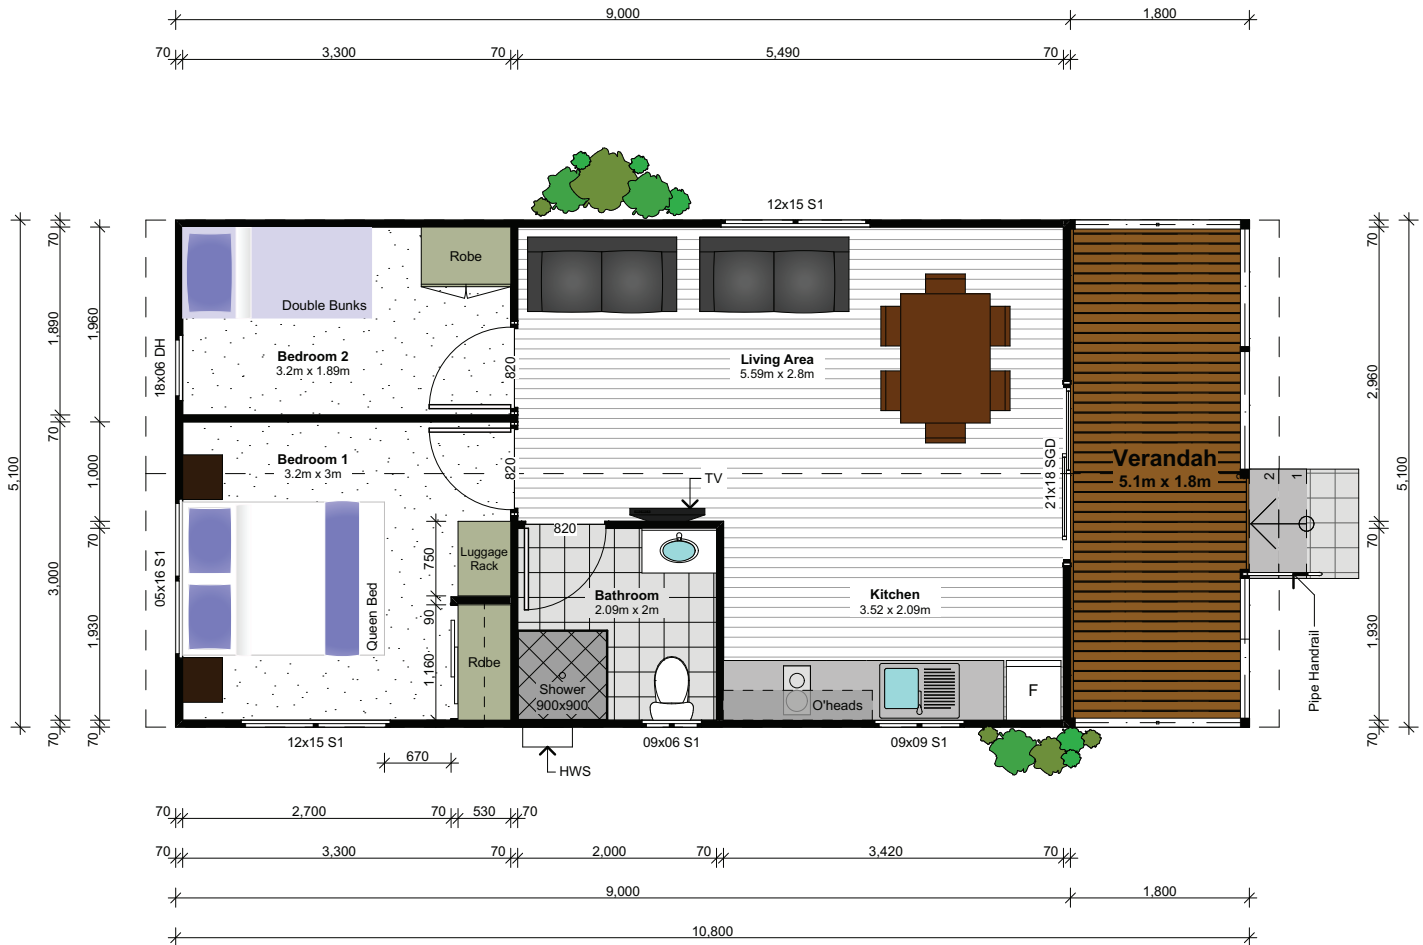 9,000
1,800
70
3,300
70
5,490
70
12x15 S1
Robe
Double Bunks
Bedroom 2
3.2m x 1.89m
820
Living Area
5.59m x 2.8m
18x06 DH
70
1,890
70
3,000
70
5,100
70
1,960
1,000
70
1,930
70
Bedroom 1
3.2m x 3m
820
TV
21x18 SGD
Verandah
5.1m x 1.8m
2
1
70
2,960
70
1,930
70
5,100
05x16 S1
Queen Bed
Luggage
Rack
750
90
1,160
Robe
820
Bathroom
2.09m x 2m
Kitchen
3.52 x 2.09m
Shower
900x900
O'heads
F
Pipe Handrail
12x15 S1
09x06 S1
09x09 S1
670
HWS
70
2,700
70
530
70
70
3,300
70
2,000
70
3,420
70
9,000
1,800
10,800